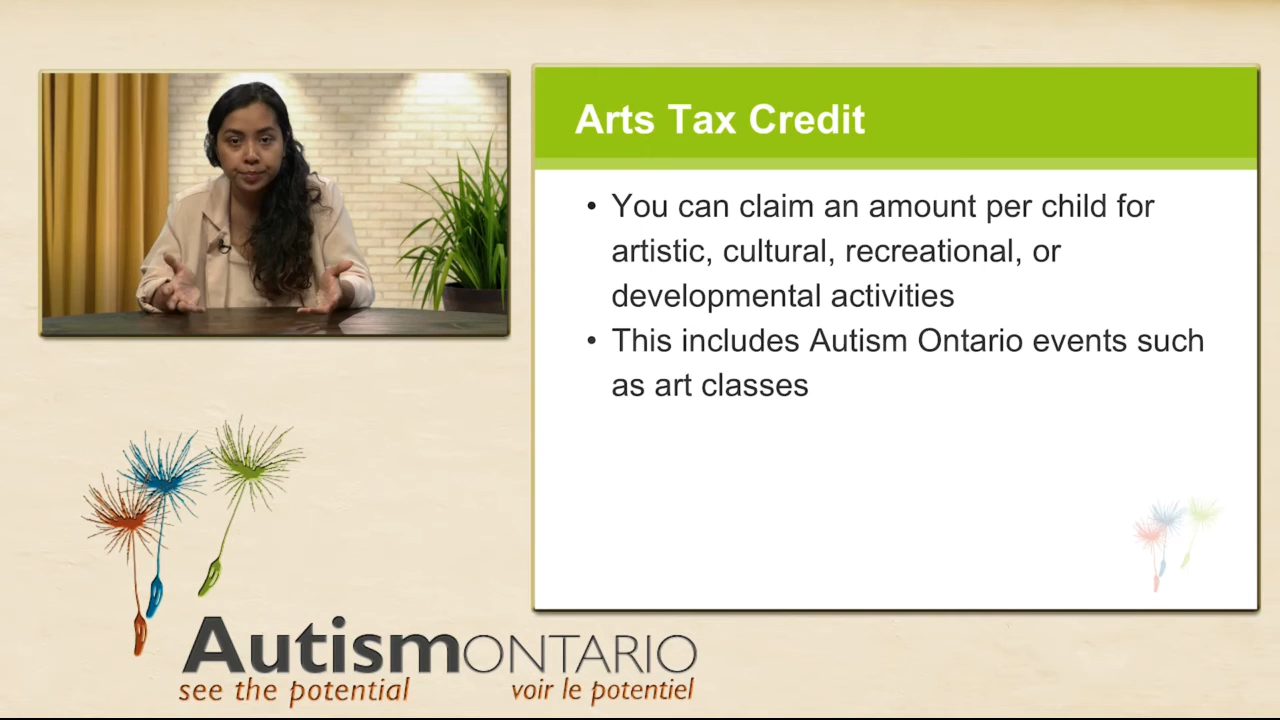 Arts Tax Credit
• You can claim an amount per child for
artistic, cultural, recreational, or
developmental activities
• This includes Autism Ontario events such
as art classes
AutismONTARIO
see the potential voir le potentiel